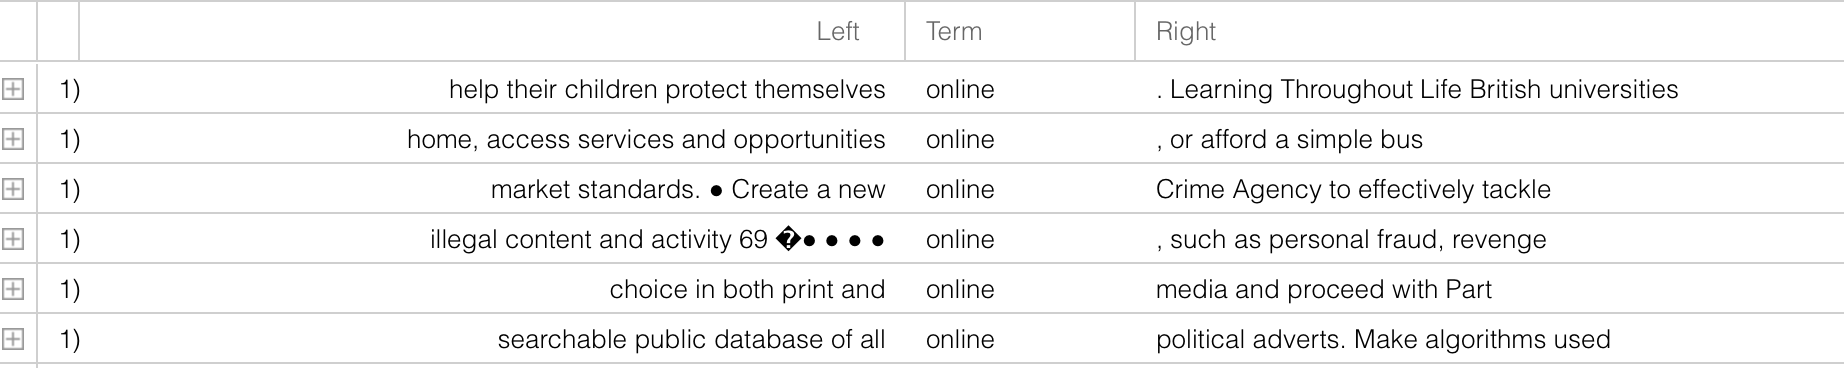 Left Term Right
1) help their children protect themselves online . Learning Throughout Life British universities
1) home, access services and opportunities online , or afford a simple bus
1) market standards. ● Create a new online Crime Agency to effectively tackle
1) illegal content and activity 69 �● ● ● ● online , such as personal fraud, revenge
1) choice in both print and online media and proceed with Part
1) searchable public database of all online political adverts. Make algorithms used